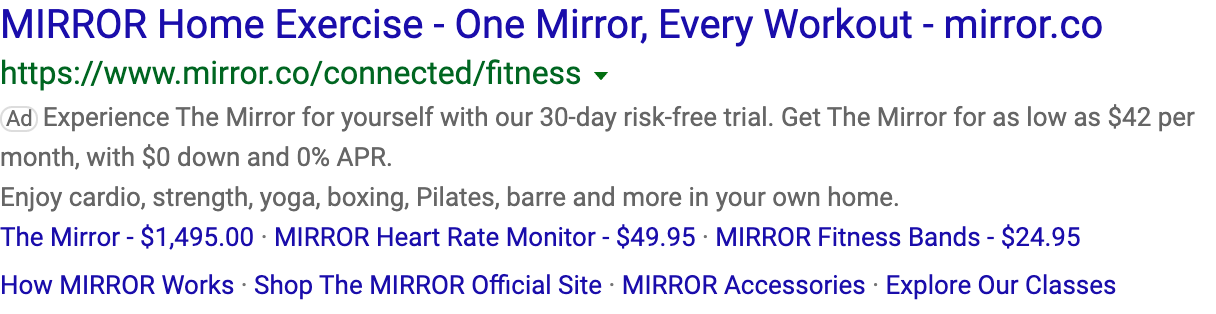 MIRROR Home Exercise - One Mirror, Every Workout - mirror.co
https://www.mirror.co/connected/fitness
Ad Experience The Mirror for yourself with our 30-day risk-free trial. Get The Mirror for as low as $42 per
month, with $0 down and 0% APR.
Enjoy cardio, strength, yoga, boxing, Pilates, barre and more in your own home.
The Mirror - $1,495.00 · MIRROR Heart Rate Monitor - $49.95 · MIRROR Fitness Bands - $24.95
How MIRROR Works · Shop The MIRROR Official Site · MIRROR Accessories · Explore Our Classes